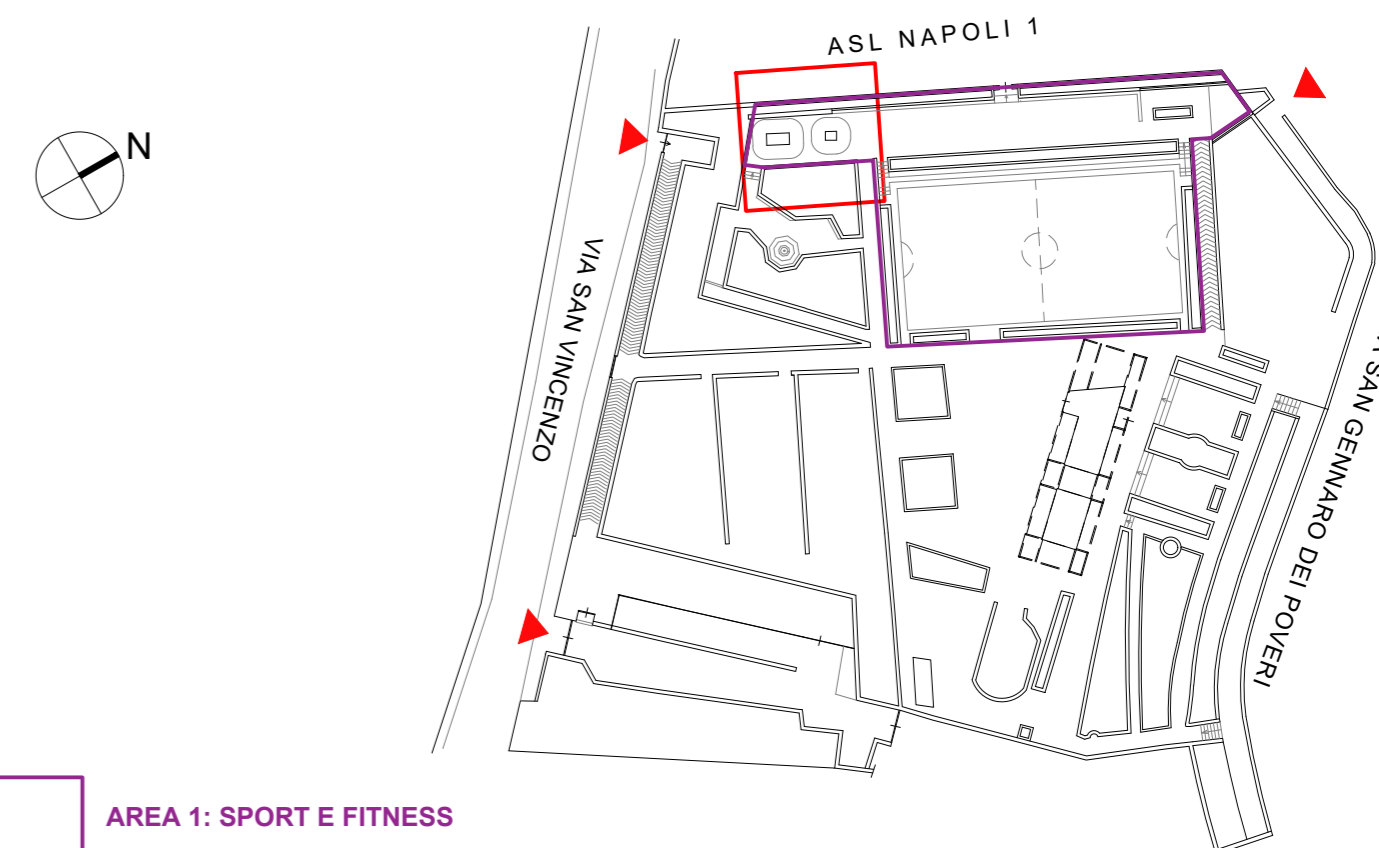 ASL NAPOLI 1
N
VIA SAN VINCENZO
SAN GENNARO DEI POVERI
AREA 1: SPORT E FITNESS